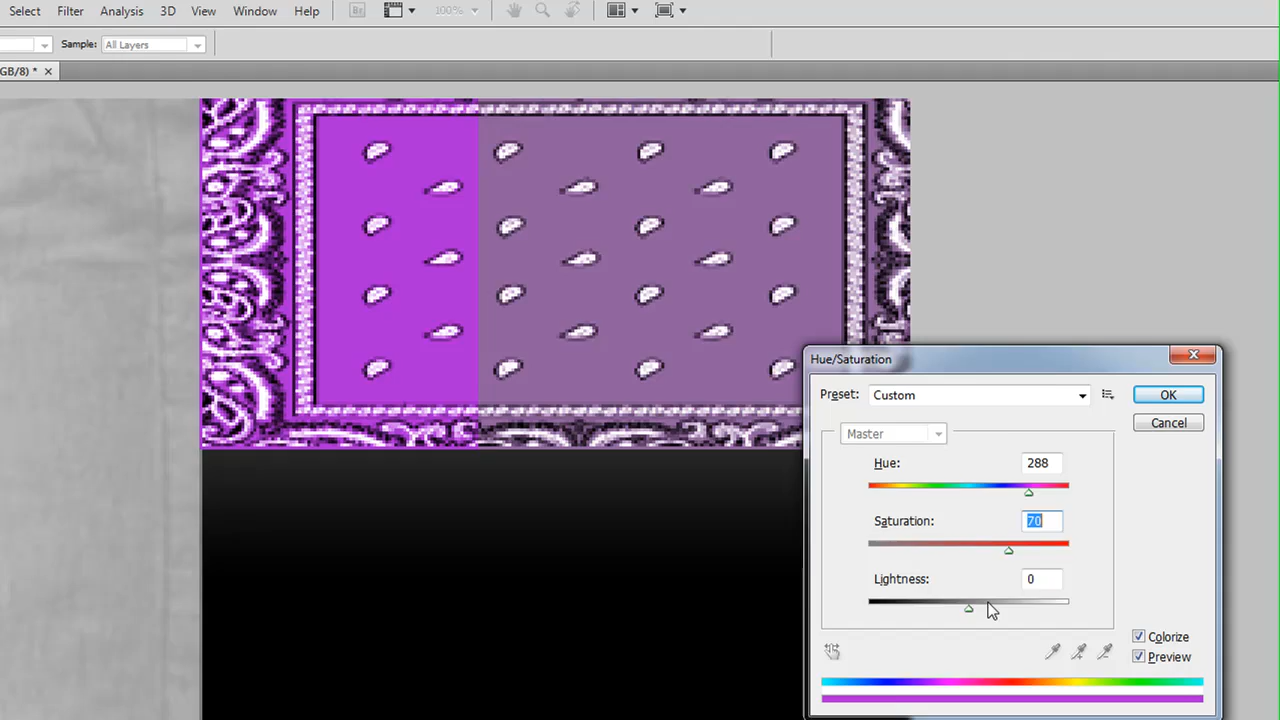 Select Filter Analysis 3D View Window Help Br 100%
Sample: All Layers
GB/8) *
Hue/Saturation
Preset: Custom OK
Cancel
Master
Hue: 288
Saturation: 70
Lightness: 0
Colorize
Preview